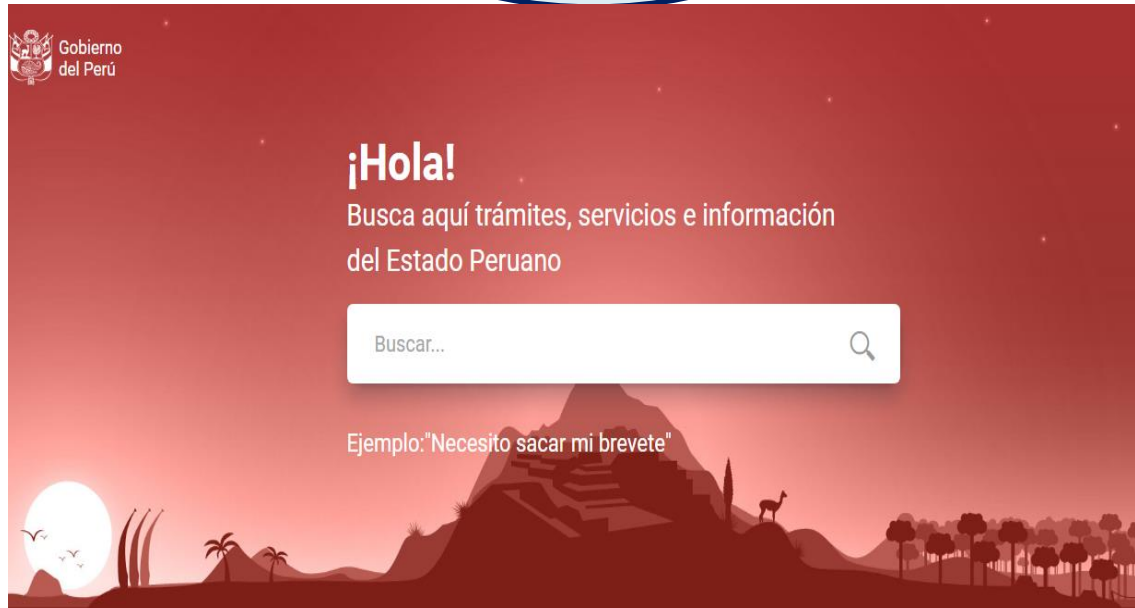 Gobierno
del Perú
¡Hola!
Busca aquí trámites, servicios e información
del Estado Peruano
Buscar...
Ejemplo:"Necesito sacar mi brevete"